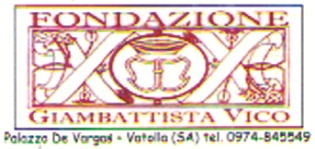 FONDAZIONE
GIAMBATTISTA VICO
Palazzo De Vargas - Vatolla (SA) tel. 0974-845549